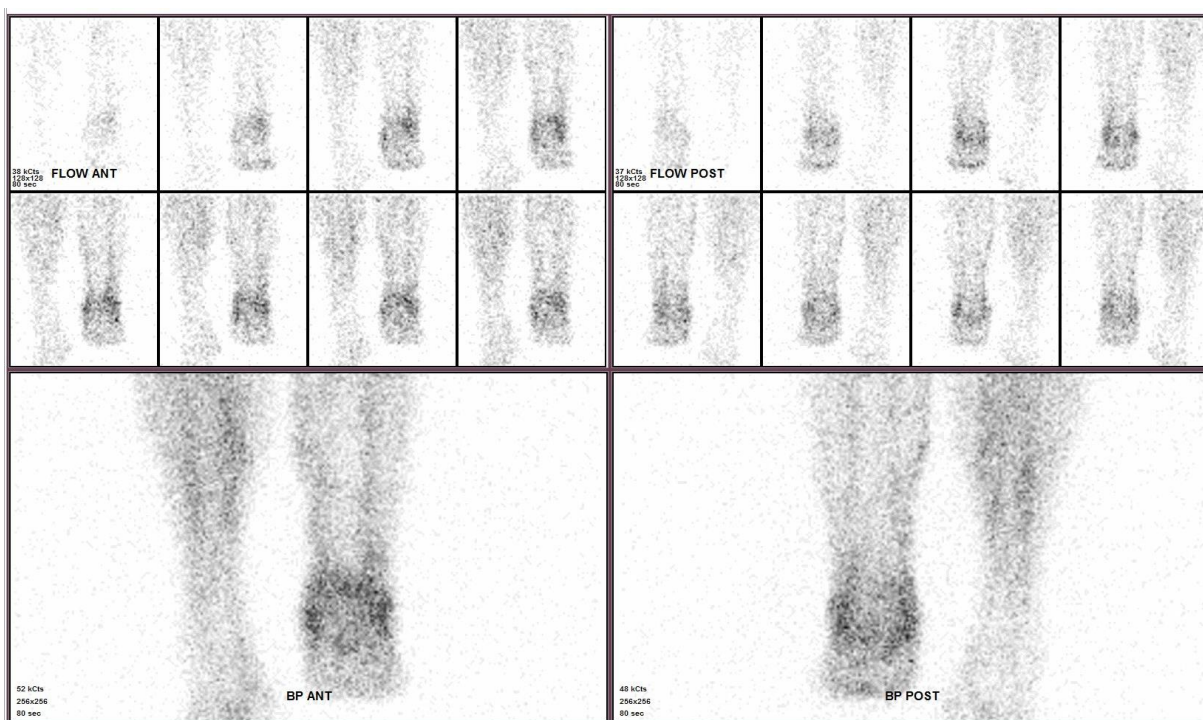 38 kCts
128x128
80 sec
FLOW ANT
37 kCts
128x128
80 sec
FLOW POST
52 kCts
256x256
80 sec
BP ANT
48 kCts
256x256
80 sec
BP POST